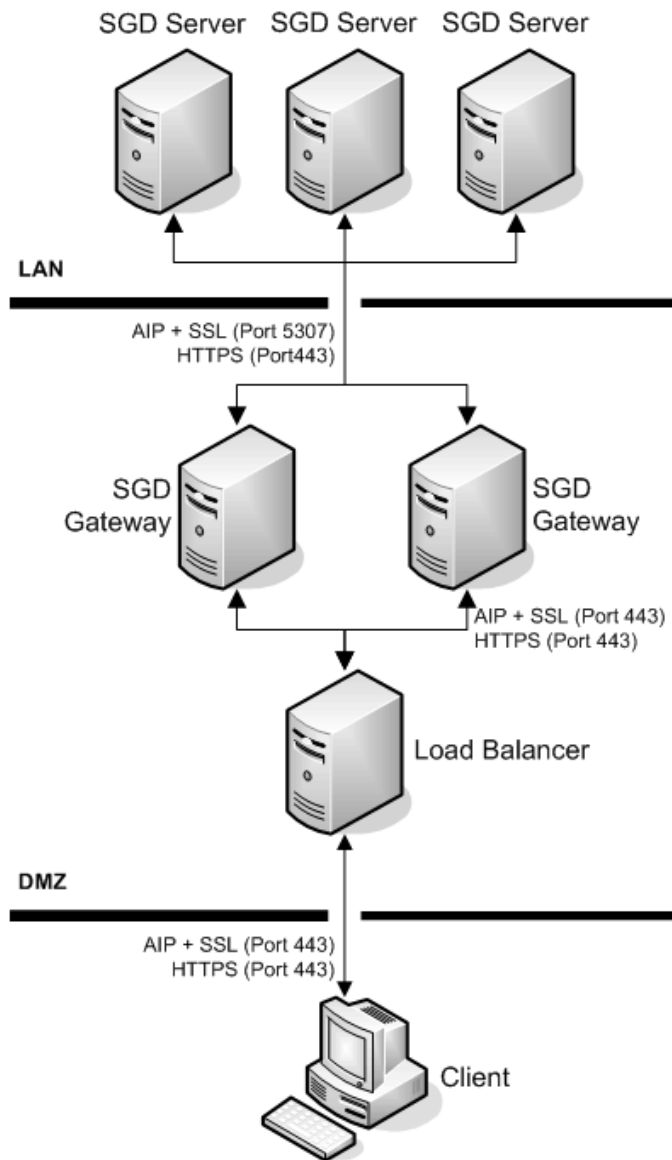 SGD Server
SGD Server
SGD Server
LAN
AIP + SSL (Port 5307)
HTTPS (Port443)
SGD
Gateway
SGD
Gateway
AIP + SSL (Port 443)
HTTPS (Port 443)
Load Balancer
DMZ
AIP + SSL (Port 443)
HTTPS (Port 443)
Client